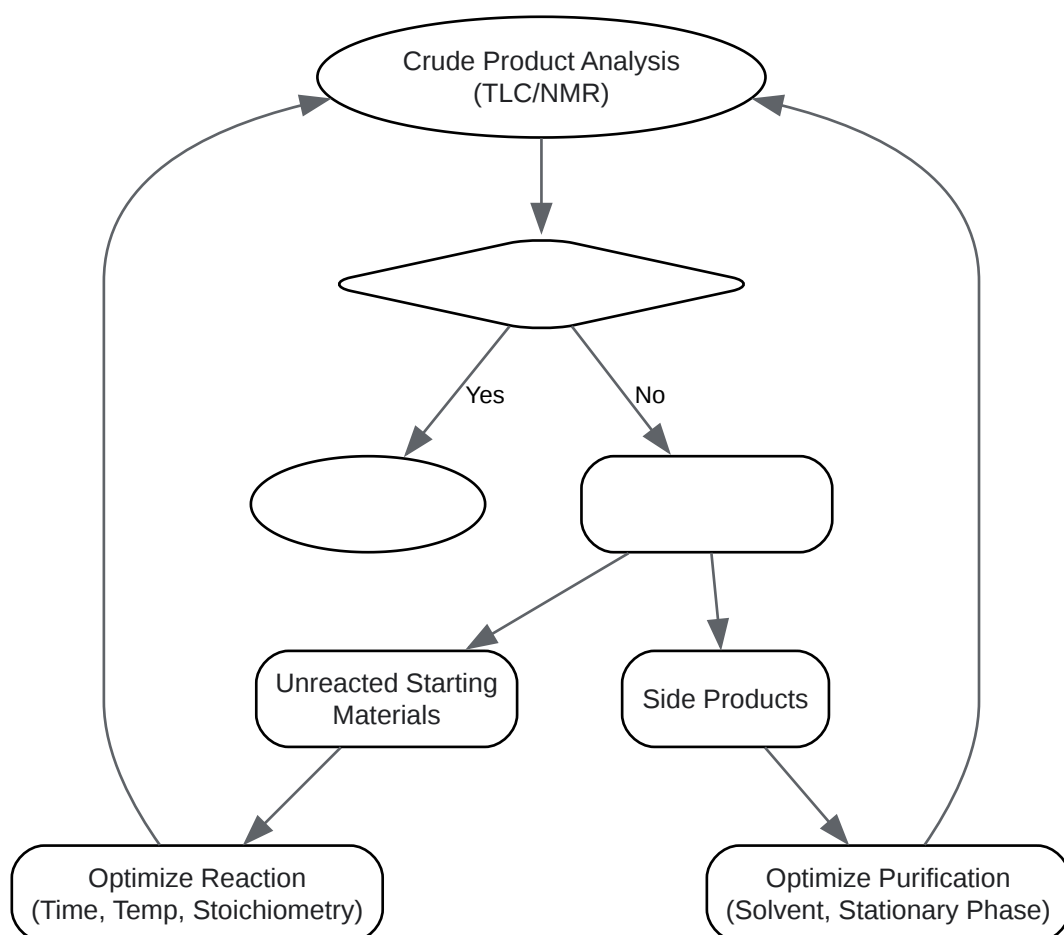 Crude Product Analysis
(TLC/NMR)
Yes
No
Unreacted Starting
Materials
Side Products
Optimize Reaction
(Time, Temp, Stoichiometry)
Optimize Purification
(Solvent, Stationary Phase)